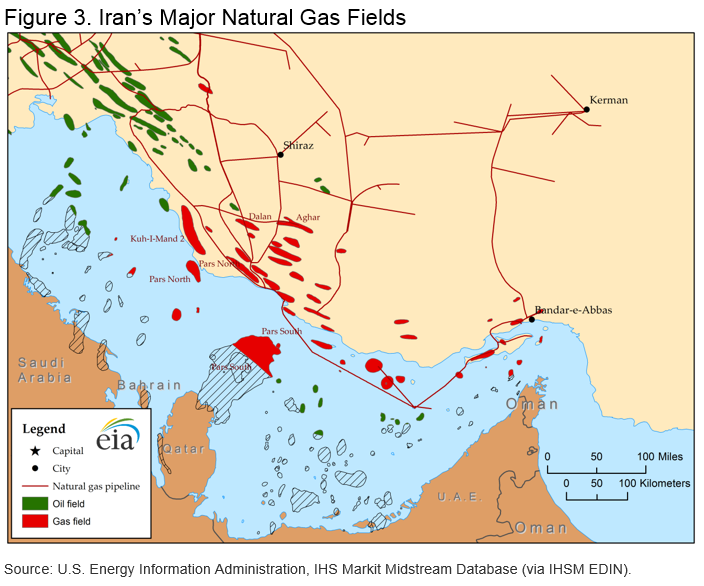 Figure 3. Iran's Major Natural Gas Fields
Kerman
Shiraz
Dalan
Aghar
Kuh-I-Mand 2
Pars North
Pars North
Bandar-e-Abbas
Pars South
Pars South
Saudi
Arabia
Bahrain
Qatar
Oman
U.A.E.
Oman
Legend
eia
Capital
City
Natural gas pipeline
Oil field
Gas field
0 50 100 Miles
0 50 100 Kilometers
Source: U.S. Energy Information Administration, IHS Markit Midstream Database (via IHSM EDIN).